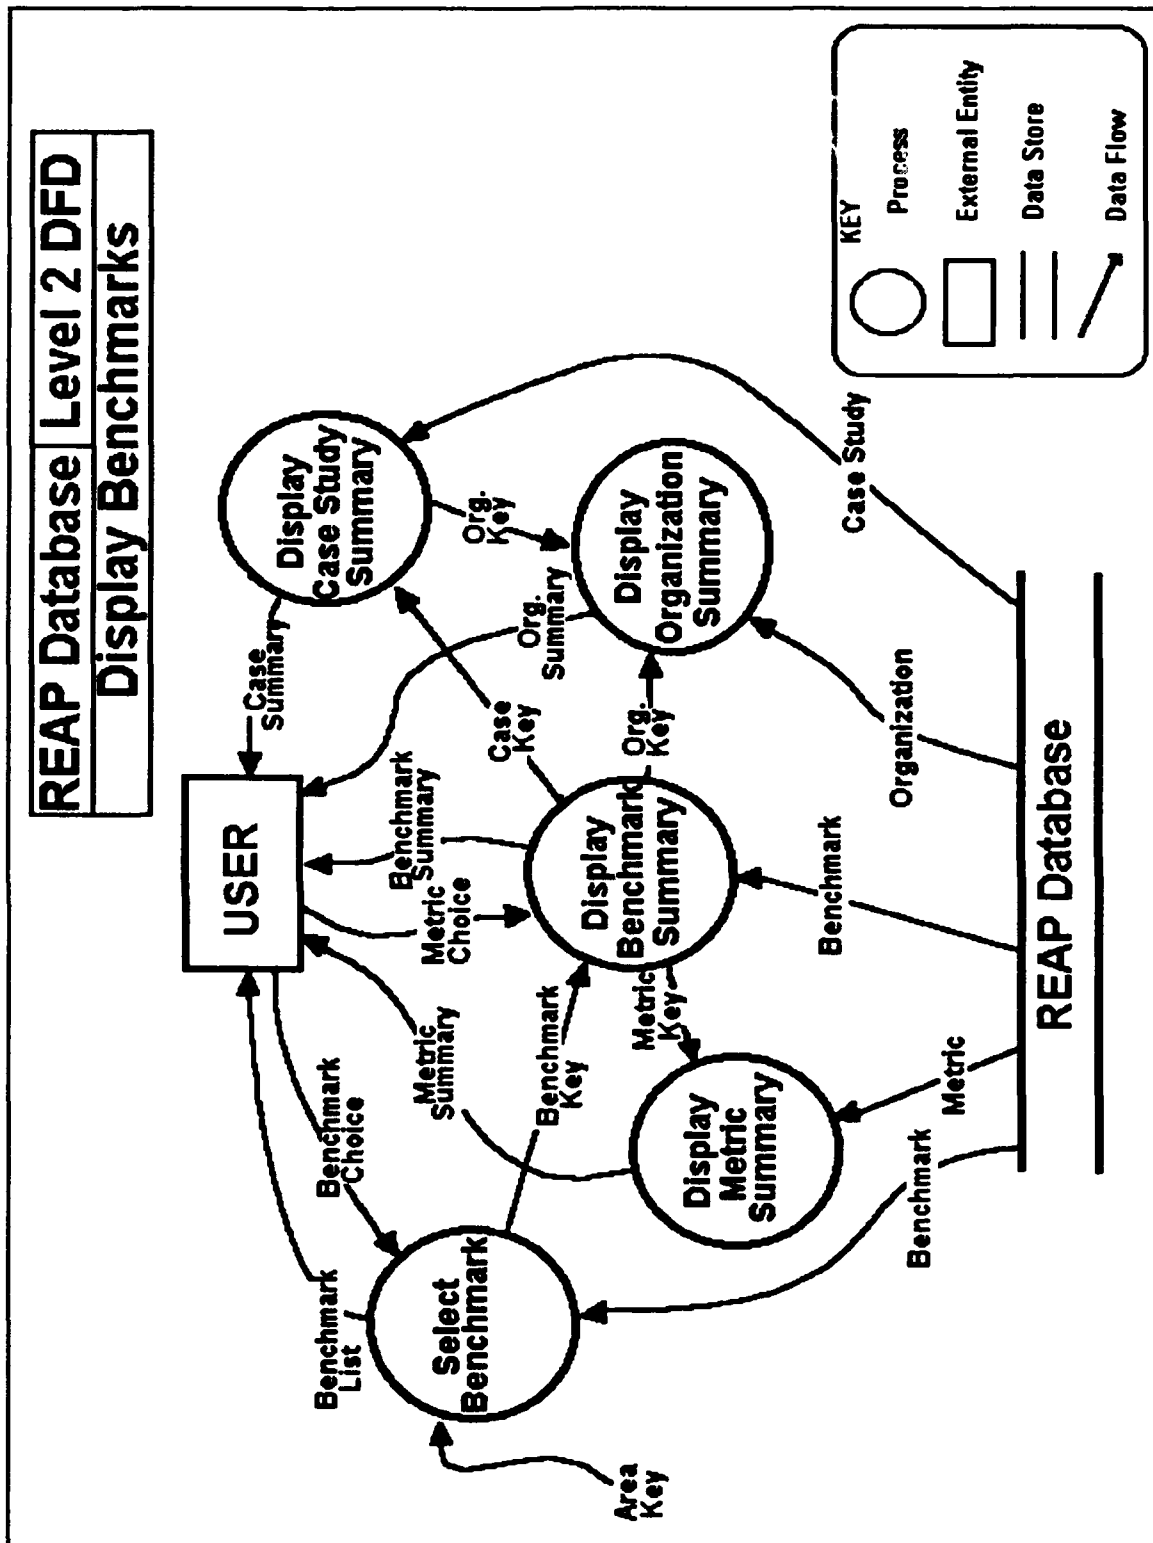 REAP Database
Level 2 DFD
Display Benchmarks
USER
Benchmark
List
Benchmark
Choice
Metric
Summary
Metric
Choice
Benchmark
Summary
Case
Summary
Org.
Summary
Area
Key
Select
Benchmark
Benchmark
Key
Display
Benchmark
Summary
Case
Key
Display
Case Study
Summary
Org.
Key
Org.
Key
Metric
Key
Display
Metric
Summary
Display
Organization
Summary
Benchmark
Metric
Benchmark
Organization
Case Study
REAP Database
KEY
Process
External Entity
Data Store
Data Flow